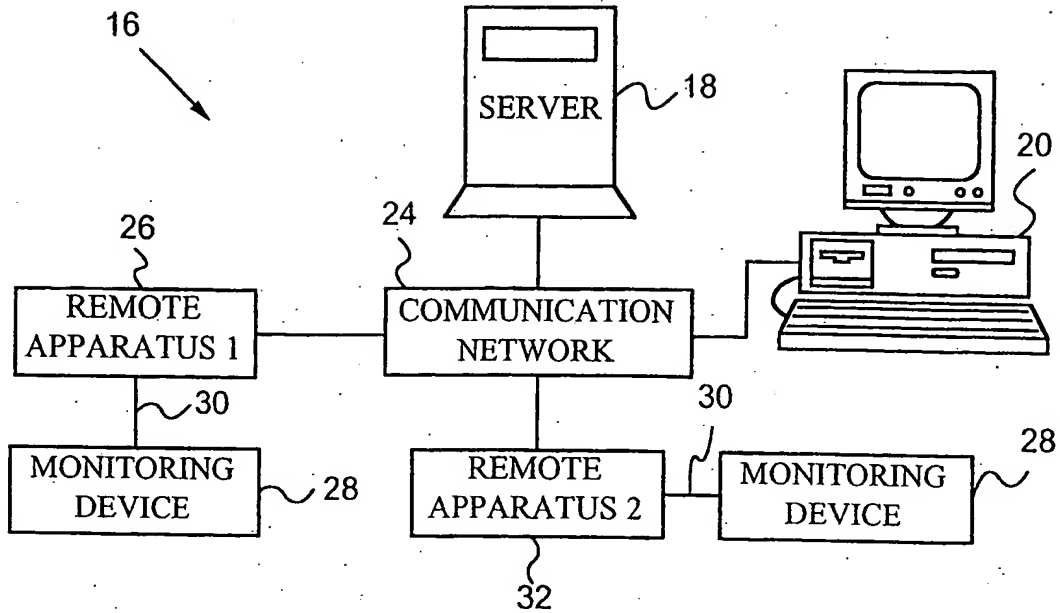 16
SERVER
18
20
24
26
REMOTE
APPARATUS 1
COMMUNICATION
NETWORK
30
30
MONITORING
DEVICE
28
REMOTE
APPARATUS 2
MONITORING
DEVICE
28
32